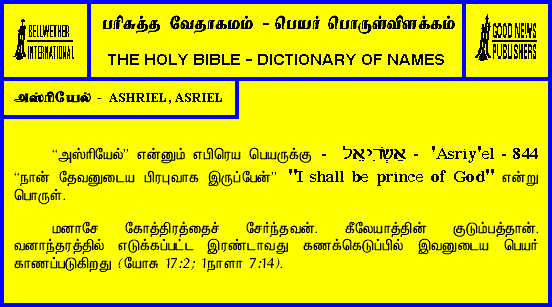 BELLWETHER
INTERNATIONAL
பரிசுத்த வேதாகமம் - பெயர் பொருள்விளக்கம்
THE HOLY BIBLE - DICTIONARY OF NAMES
GOOD NEWS
PUBLISHERS
அஸ்ரியேல் - ASHRIEL, ASRIEL
“அஸ்ரியேல்” என்னும் எபிரெய பெயருக்கு - אַשְׂרִיאֵל - 'Asriy'el - 844
“நான் தேவனுடைய பிரபுவாக இருப்பேன்” "I shall be prince of God" என்று
பொருள்.
மனாசே கோத்திரத்தைச் சேர்ந்தவன். கீலேயாத்தின் குடும்பத்தான்.
வனாந்தரத்தில் எடுக்கப்பட்ட இரண்டாவது கணக்கெடுப்பில் இவனுடைய பெயர்
காணப்படுகிறது (யோசு 17:2; 1நாளா 7:14).